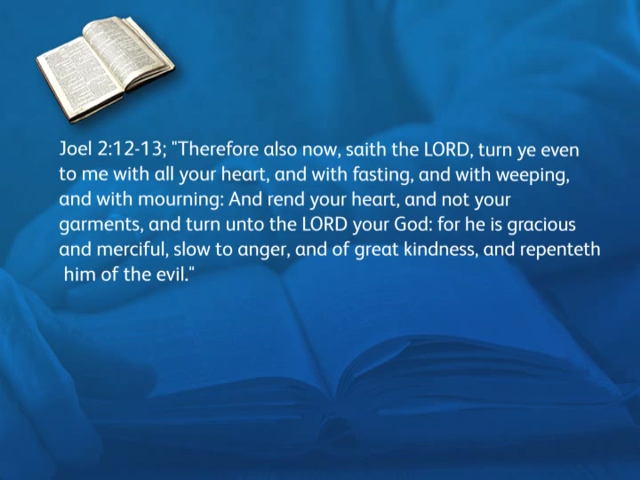 Joel 2:12-13; "Therefore also now, saith the LORD, turn ye even
to me with all your heart, and with fasting, and with weeping,
and with mourning: And rend your heart, and not your
garments, and turn unto the LORD your God: for he is gracious
and merciful, slow to anger, and of great kindness, and repenteth
him of the evil."